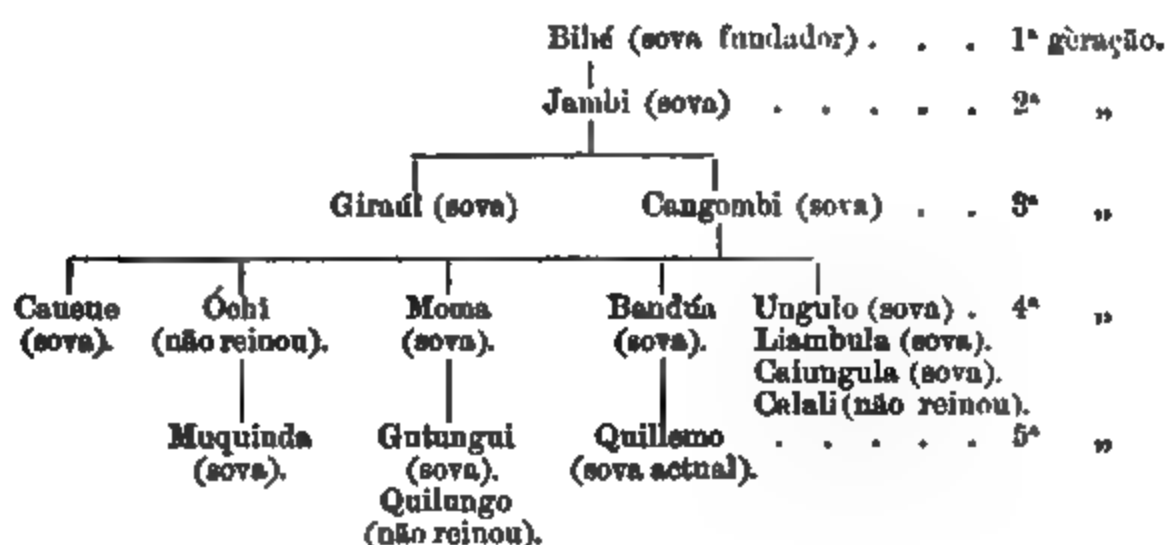 Bihé (sova fundador) . . . 1ª geração.
Jambi (sova) . . . . . 2ª „
Giraúl (sova) Cangombi (sova) . . 3ª „
Caueue Óchi Moma Bandúa Ungulo (sova) . 4ª „
(sova). (não reinou). (sova). (sova). Liambula (sova).
Caiungula (sova).
Calali (não reinou).
Muquinda Gutungui Quillemo . . . . . 5ª „
(sova). (sova). (sova actual).
Quilungo
(não reinou).